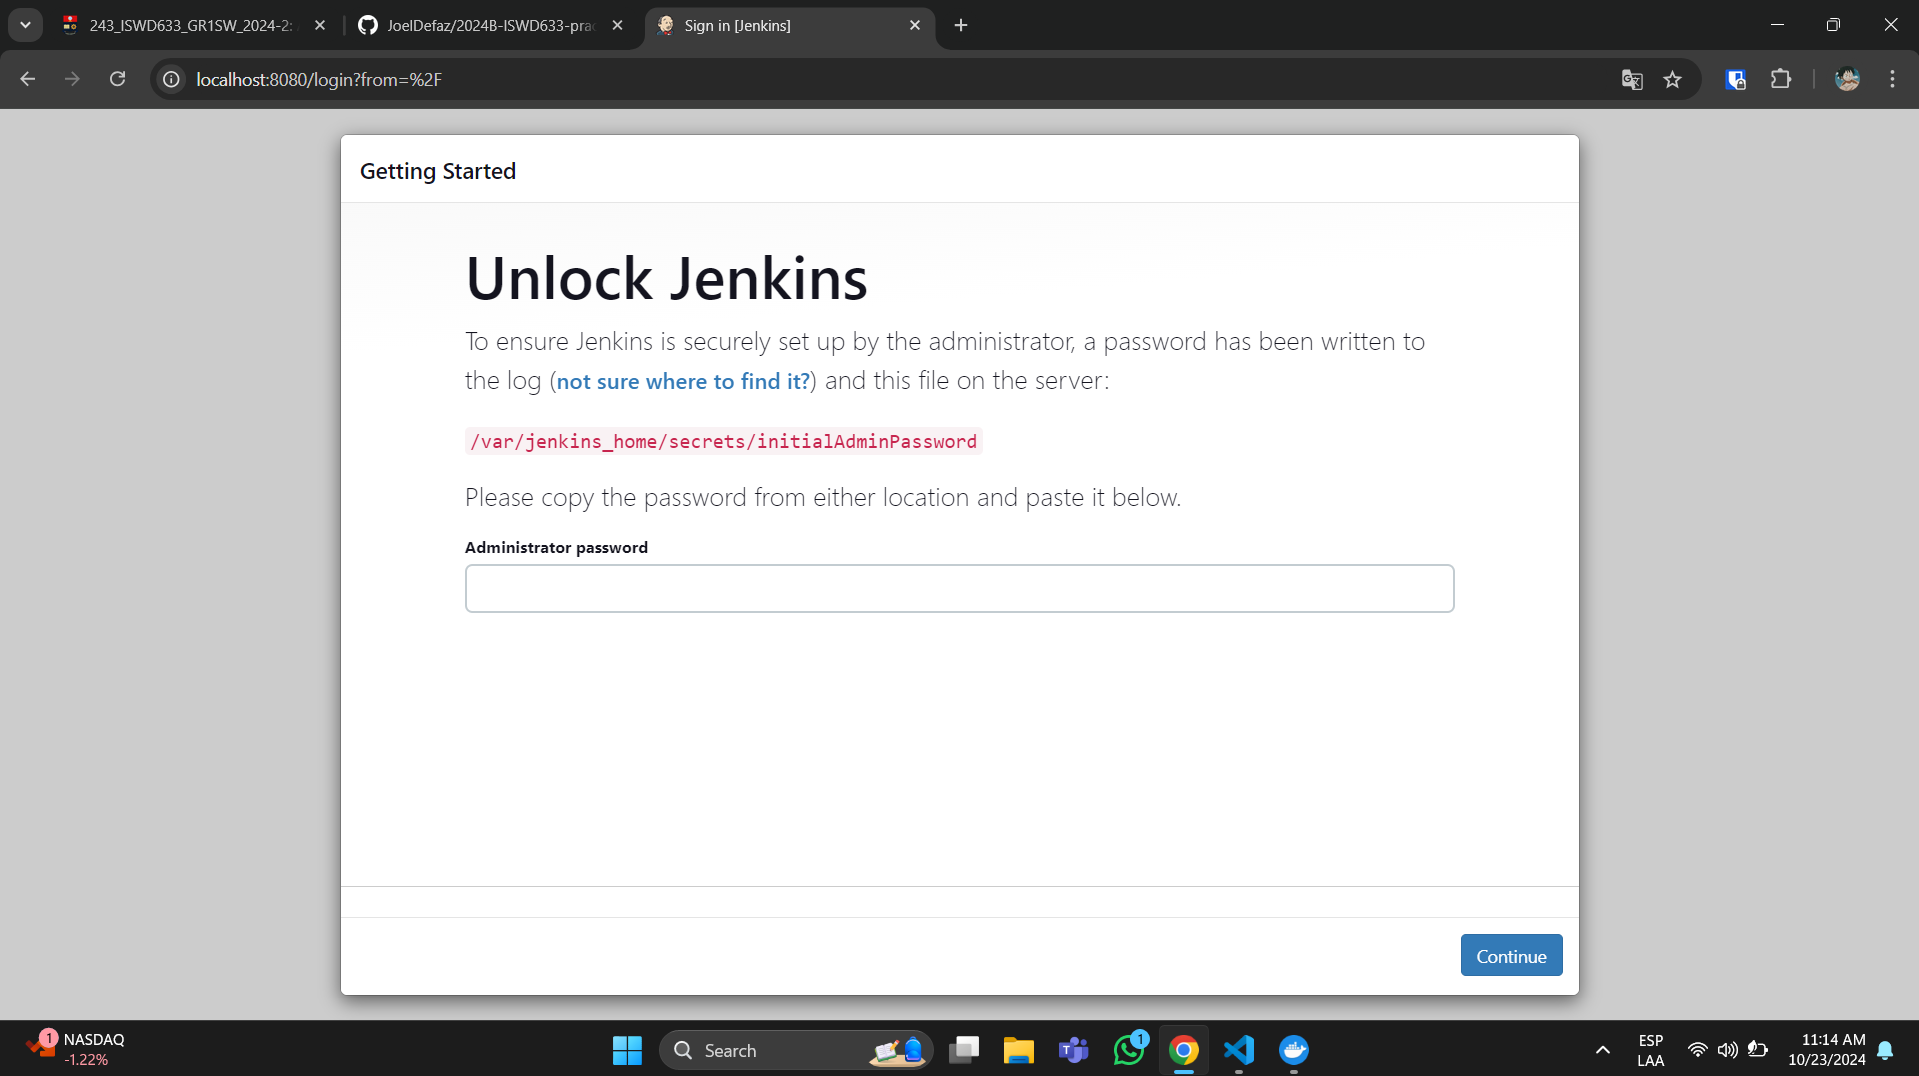 243_ISWD633_GR1SW_2024-2:
JoelDefaz/2024B-ISWD633-prac
Sign in [Jenkins]
localhost:8080/login?from=%2F
Getting Started
Unlock Jenkins
To ensure Jenkins is securely set up by the administrator, a password has been written to
the log (not sure where to find it?) and this file on the server:
/var/jenkins_home/secrets/initialAdminPassword
Please copy the password from either location and paste it below.
Administrator password
Continue
1
NASDAQ
-1.22%
Search
1
ESP
LAA
11:14 AM
10/23/2024